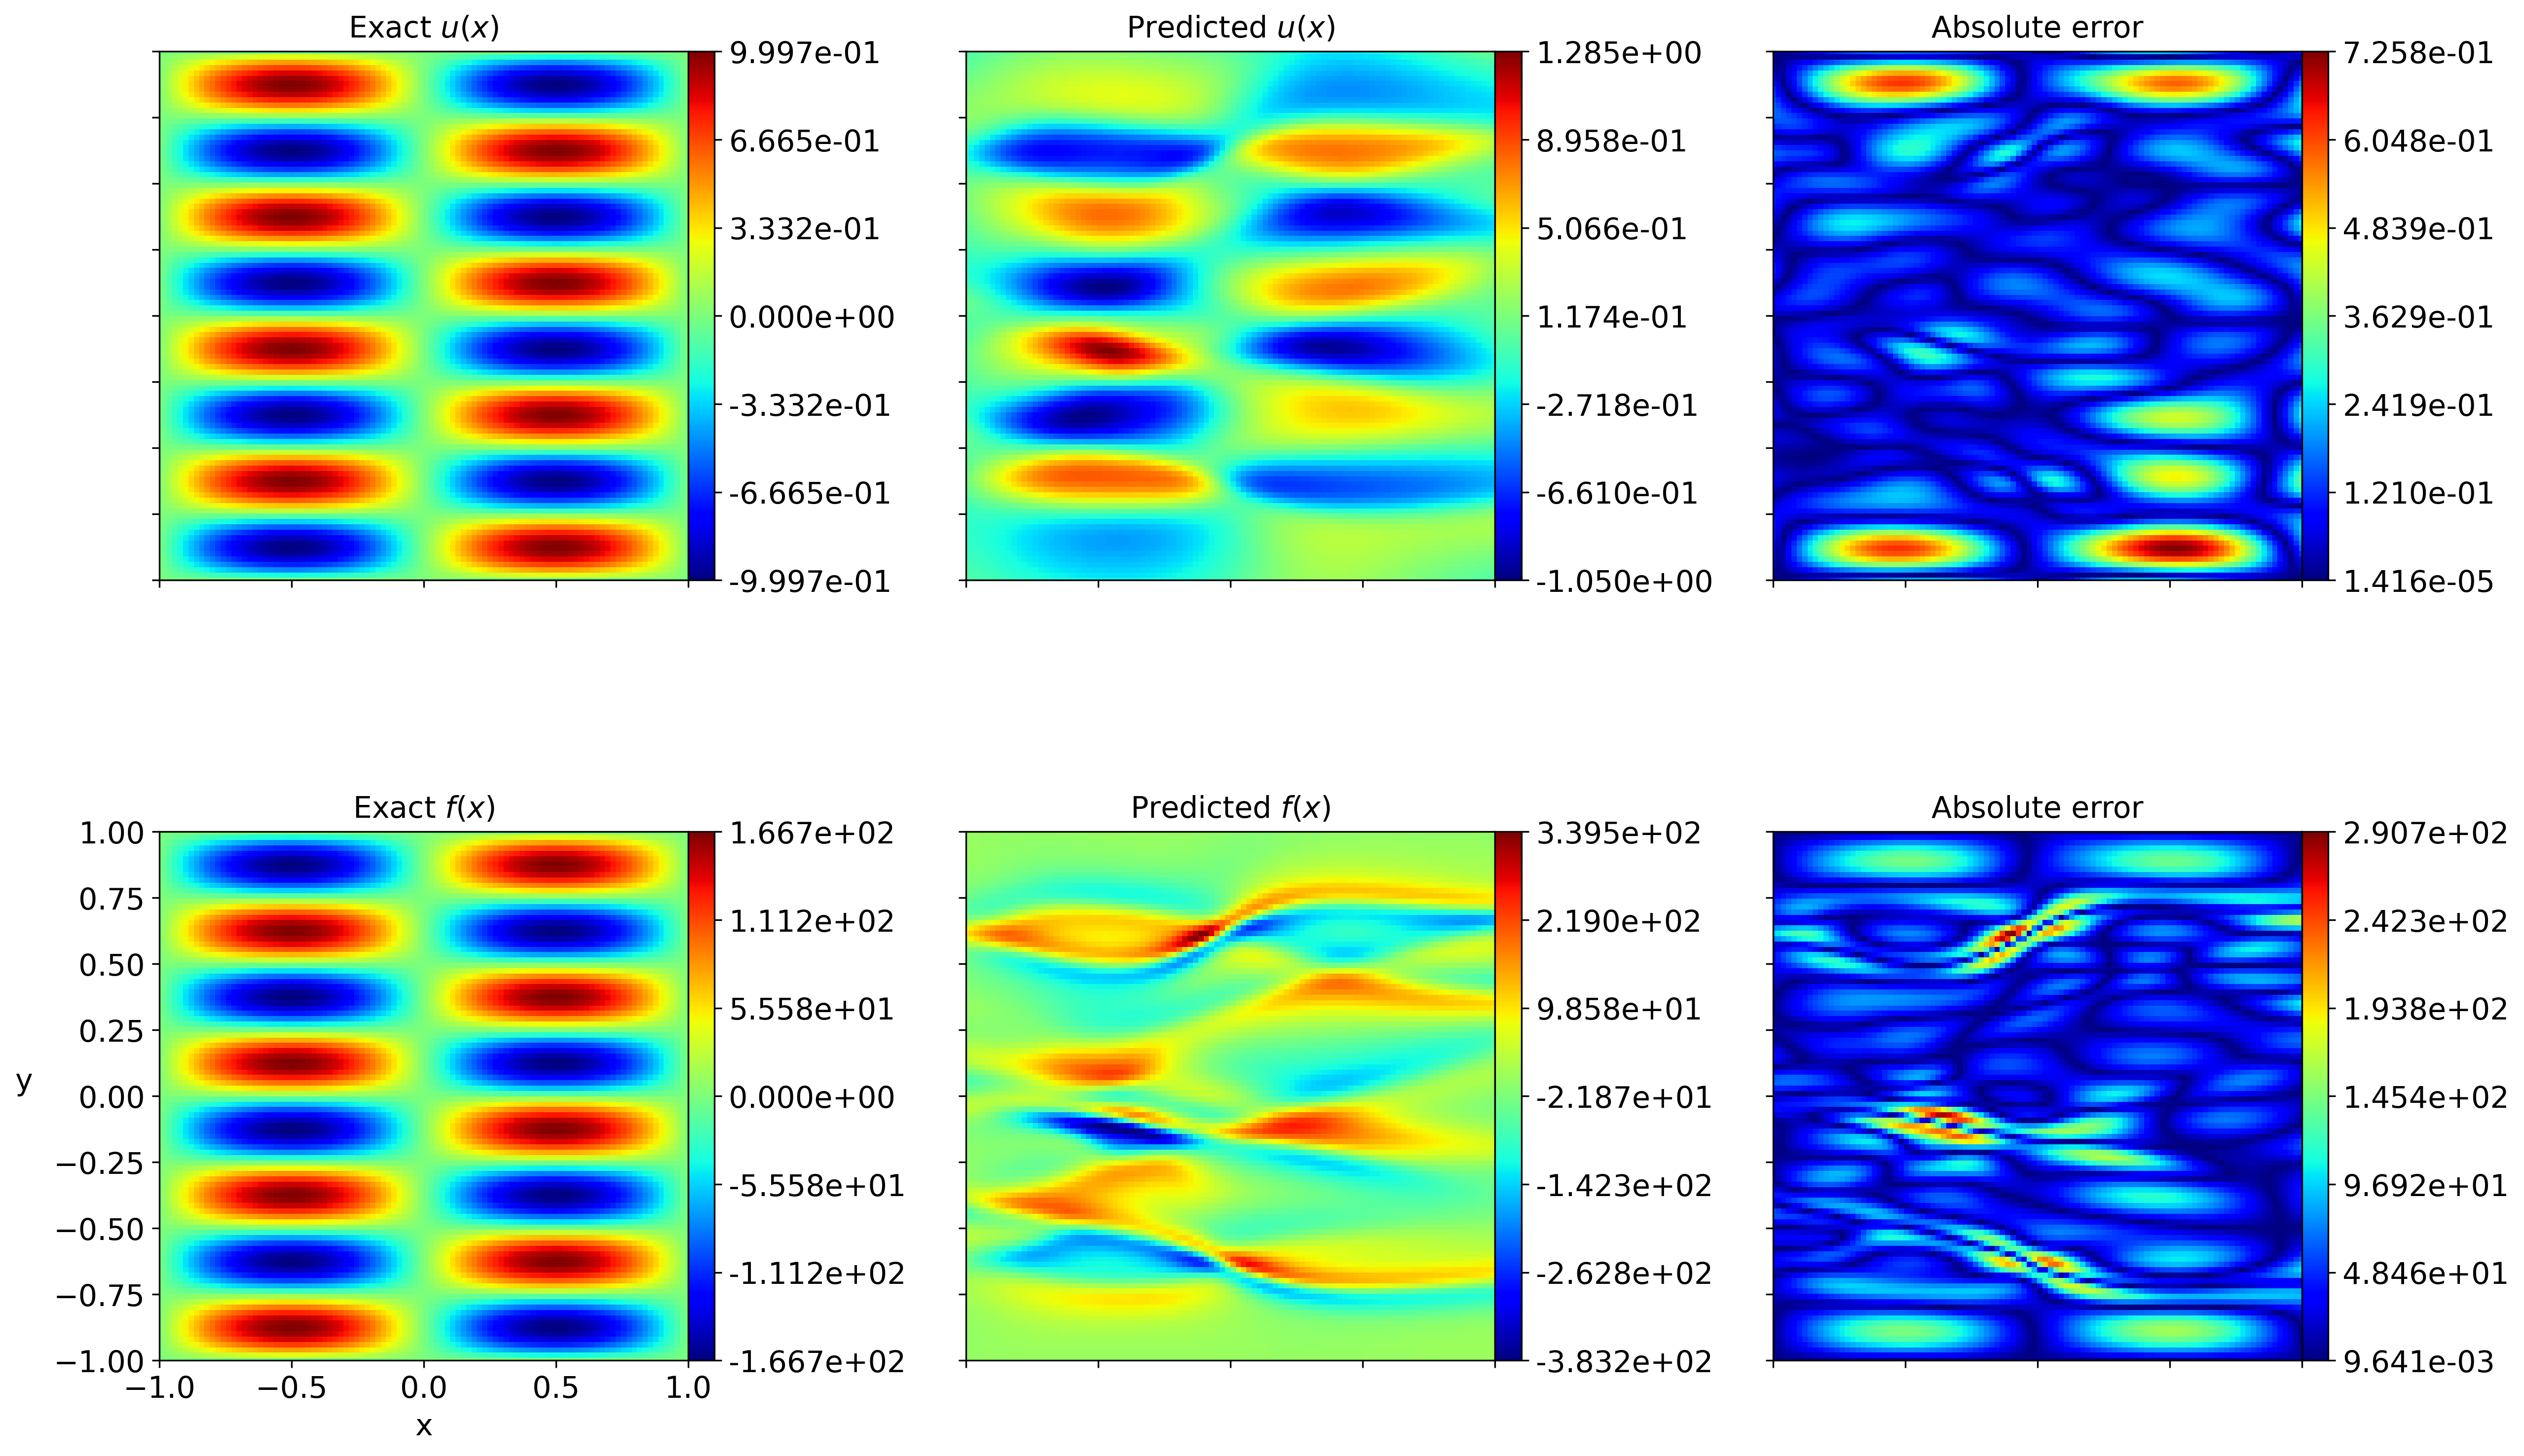 Exact u(x)
9.997e-01
6.665e-01
3.332e-01
0.000e+00
-3.332e-01
-6.665e-01
-9.997e-01
Predicted u(x)
1.285e+00
8.958e-01
5.066e-01
1.174e-01
-2.718e-01
-6.610e-01
-1.050e+00
Absolute error
7.258e-01
6.048e-01
4.839e-01
3.629e-01
2.419e-01
1.210e-01
1.416e-05
Exact f(x)
y
1.00
0.75
0.50
0.25
0.00
−0.25
−0.50
−0.75
−1.00
−1.0 −0.5 0.0 0.5 1.0
x
1.667e+02
1.112e+02
5.558e+01
0.000e+00
-5.558e+01
-1.112e+02
-1.667e+02
Predicted f(x)
3.395e+02
2.190e+02
9.858e+01
-2.187e+01
-1.423e+02
-2.628e+02
-3.832e+02
Absolute error
2.907e+02
2.423e+02
1.938e+02
1.454e+02
9.692e+01
4.846e+01
9.641e-03